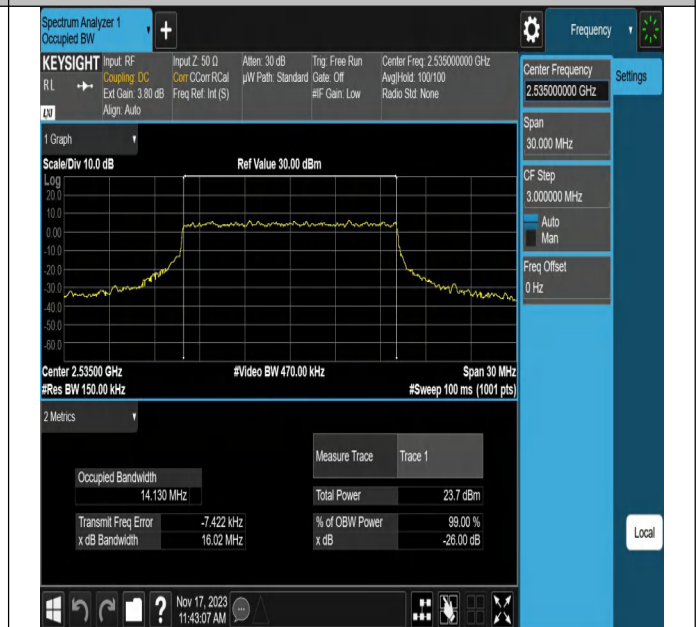 Spectrum Analyzer 1
Occupied BW
+
Frequency
KEYSIGHT
RL
LXI
Input: RF
Coupling: DC
Ext Gain: 3.80 dB
Align: Auto
Input Z: 50 Ω
Corr CCorr RCal
Freq Ref: Int (S)
Atten: 30 dB
µW Path: Standard
Trig: Free Run
Gate: Off
#IF Gain: Low
Center Freq: 2.535000000 GHz
Avg|Hold: 100/100
Radio Std: None
Center Frequency
2.535000000 GHz
Settings
Span
30.000 MHz
CF Step
3.000000 MHz
Auto
Man
Freq Offset
0 Hz
Local
1 Graph
Scale/Div 10.0 dB
Ref Value 30.00 dBm
Log
20.0
10.0
0.00
-10.0
-20.0
-30.0
-40.0
-50.0
-60.0
Center 2.53500 GHz
#Video BW 470.00 kHz
Span 30 MHz
#Res BW 150.00 kHz
#Sweep 100 ms (1001 pts)
2 Metrics
Measure Trace
Trace 1
Occupied Bandwidth
14.130 MHz
Total Power
23.7 dBm
Transmit Freq Error
-7.422 kHz
% of OBW Power
99.00 %
x dB Bandwidth
16.02 MHz
x dB
-26.00 dB
?
Nov 17, 2023
11:43:07 AM